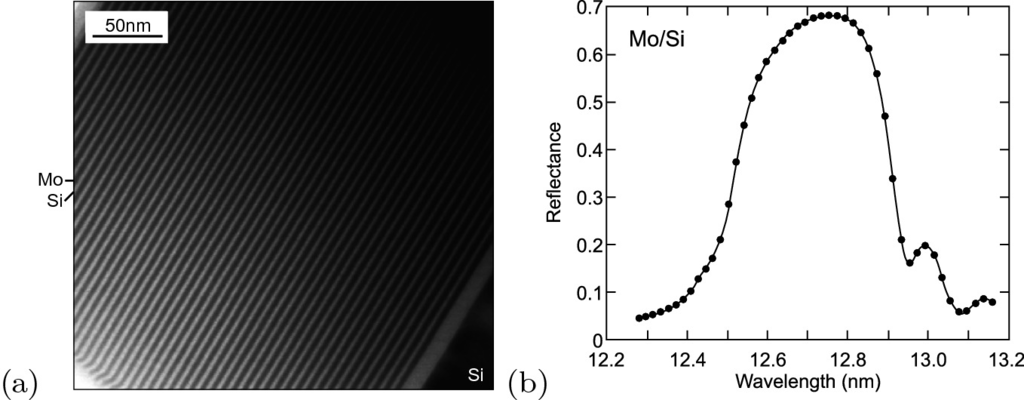 50nm
Mo
Si
Si
(a)
Mo/Si
0.7
0.6
0.5
0.4
0.3
0.2
0.1
0
Reflectance
12.2
12.4
12.6
12.8
13.0
13.2
Wavelength (nm)
(b)